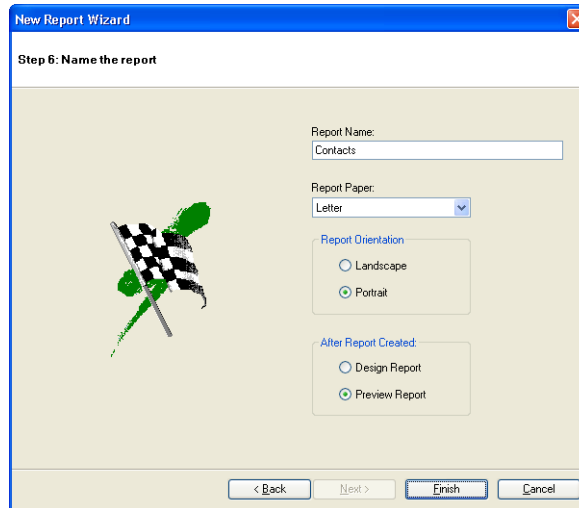 New Report Wizard
Step 6: Name the report
Report Name:
Contacts
Report Paper:
Letter
Report Orientation
Landscape
Portrait
After Report Created:
Design Report
Preview Report
< Back Next > Finish Cancel